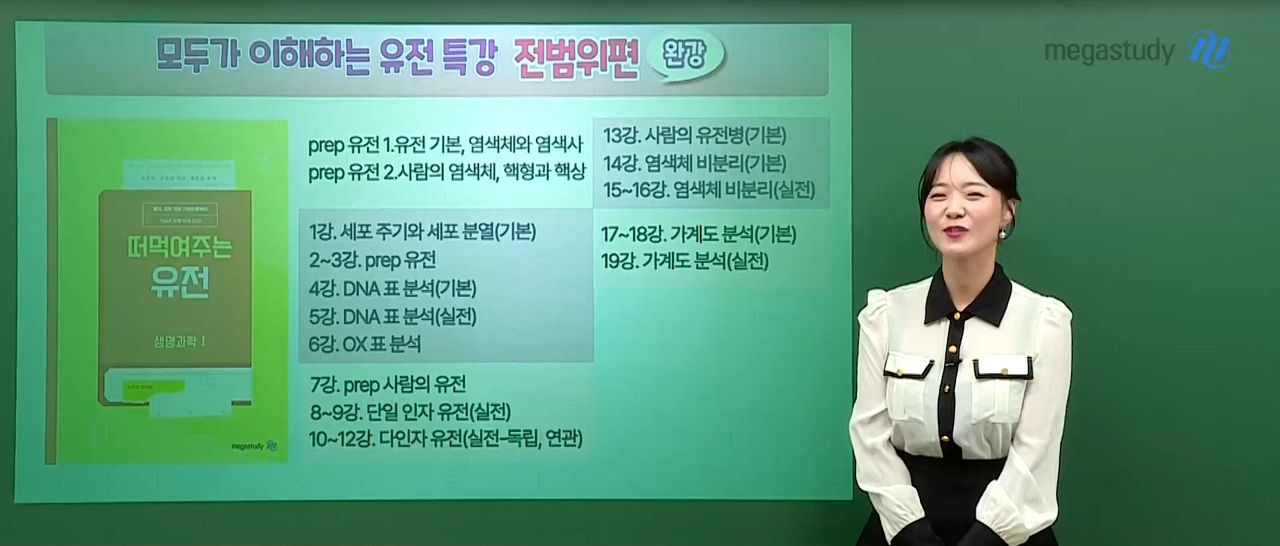 모두가 이해하는 유전 특강 전범위편 완강
megastudy
prep 유전 1.유전 기본, 염색체와 염색사
prep 유전 2.사람의 염색체, 핵형과 핵상
1강. 세포 주기와 세포 분열(기본)
2~3강. prep 유전
4강. DNA 표 분석(기본)
5강. DNA 표 분석(실전)
6강. OX 표 분석
7강. prep 사람의 유전
8~9강. 단일 인자 유전(실전)
10~12강. 다인자 유전(실전-독립, 연관)
13강. 사람의 유전병(기본)
14강. 염색체 비분리(기본)
15~16강. 염색체 비분리(실전)
17~18강. 가계도 분석(기본)
19강. 가계도 분석(실전)
떠먹여주는
유전
생명과학 I
megastudy